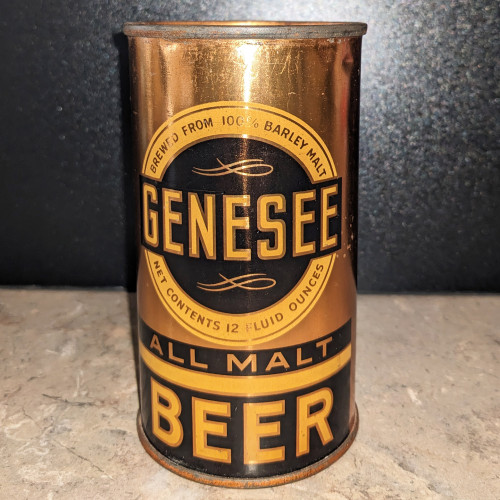 BREWED FROM 100% BARLEY MALT
GENESEE
NET CONTENTS 12 FLUID OUNCES
ALL MALT
BEER